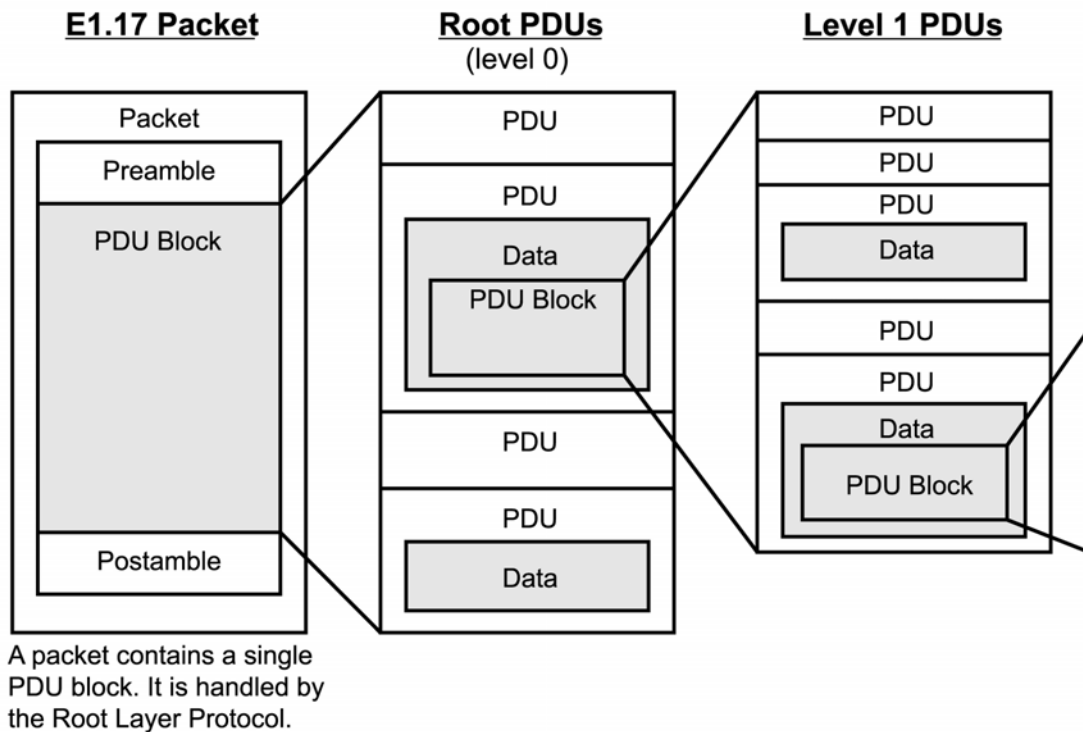 E1.17 Packet
Packet
Preamble
PDU Block
Postamble
A packet contains a single
PDU block. It is handled by
the Root Layer Protocol.
Root PDUs
(level 0)
PDU
PDU
Data
PDU Block
PDU
PDU
Data
Level 1 PDUs
PDU
PDU
PDU
Data
PDU
PDU
Data
PDU Block